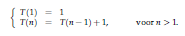 T(1) = 1
T(n) = T(n − 1) + 1, voor n > 1.